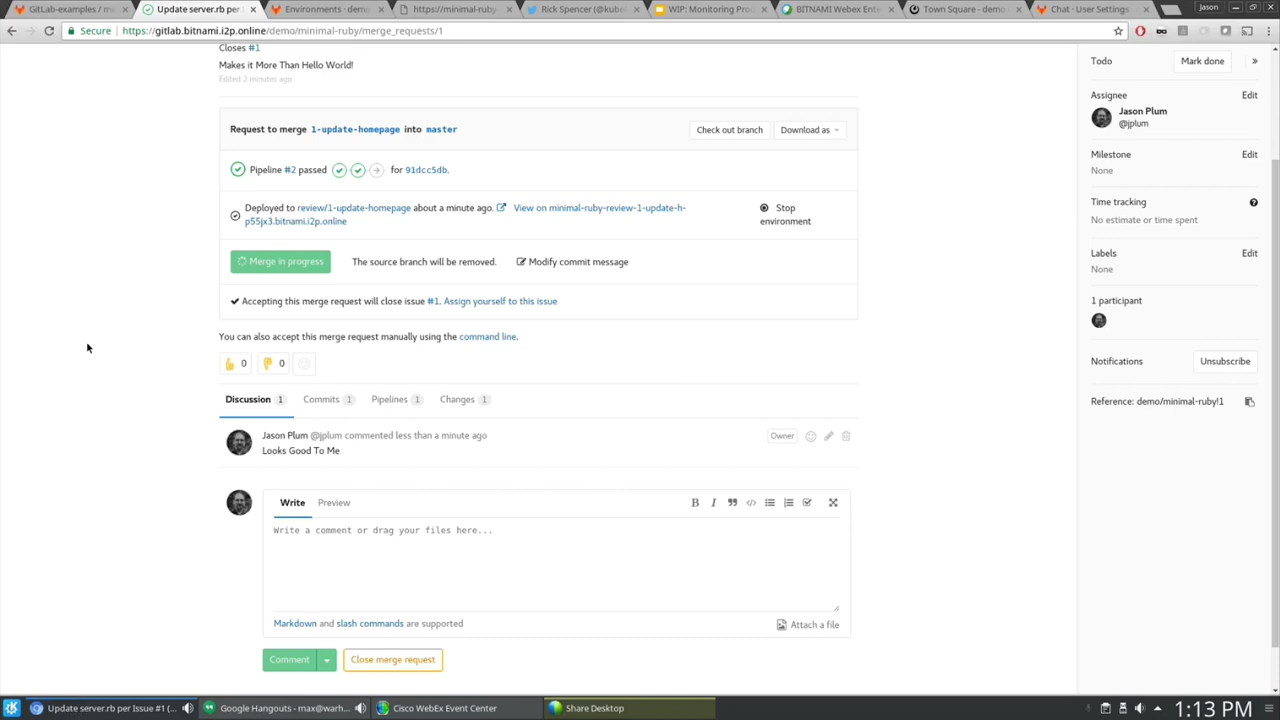 GitLab-examples / mi
Update server.rb per I
Environments · demo
https://minimal-ruby
Rick Spencer (@kube
WIP: Monitoring Proc
BITNAMI Webex Ente
Town Square - demo
Chat · User Settings
Jason
Secure https://gitlab.bitnami.i2p.online/demo/minimal-ruby/merge_requests/1
Closes #1
Makes it More Than Hello World!
Edited 2 minutes ago
Request to merge 1-update-homepage into master
Check out branch
Download as
Pipeline #2 passed for 91dcc5db.
Deployed to review/1-update-homepage about a minute ago. View on minimal-ruby-review-1-update-h-
p55jx3.bitnami.i2p.online
Stop
environment
Merge in progress
The source branch will be removed.
Modify commit message
Accepting this merge request will close issue #1. Assign yourself to this issue
You can also accept this merge request manually using the command line.
0
0
Discussion 1
Commits 1
Pipelines 1
Changes 1
Jason Plum @jplum commented less than a minute ago
Owner
Looks Good To Me
Write
Preview
B I
Write a comment or drag your files here...
Markdown and slash commands are supported
Attach a file
Comment
Close merge request
Todo
Mark done
»
Assignee
Edit
Jason Plum
@jplum
Milestone
Edit
None
Time tracking
No estimate or time spent
Labels
Edit
None
1 participant
Notifications
Unsubscribe
Reference: demo/minimal-ruby!1
Update server.rb per Issue #1 (...
Google Hangouts - max@warh...
Cisco WebEx Event Center
Share Desktop
1:13 PM